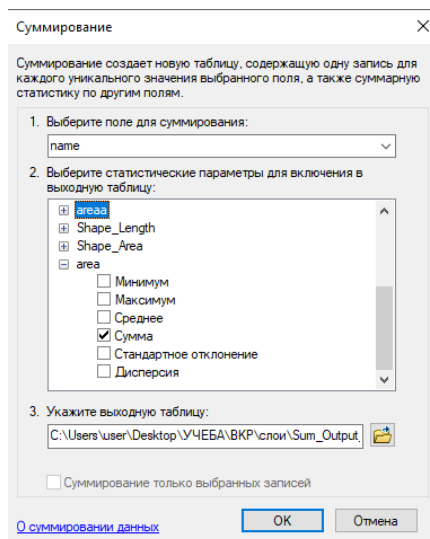 Суммирование
Суммирование создает новую таблицу, содержащую одну запись для
каждого уникального значения выбранного поля, а также суммарную
статистику по другим полям.
1. Выберите поле для суммирования:
name
2. Выберите статистические параметры для включения в
выходную таблицу:
areaa
Shape_Length
Shape_Area
area
Минимум
Максимум
Среднее
Сумма
Стандартное отклонение
Дисперсия
3. Укажите выходную таблицу:
C:\Users\user\Desktop\УЧЕБА\ВКР\слои\Sum_Output_
Суммирование только выбранных записей
О суммировании данных
OK
Отмена